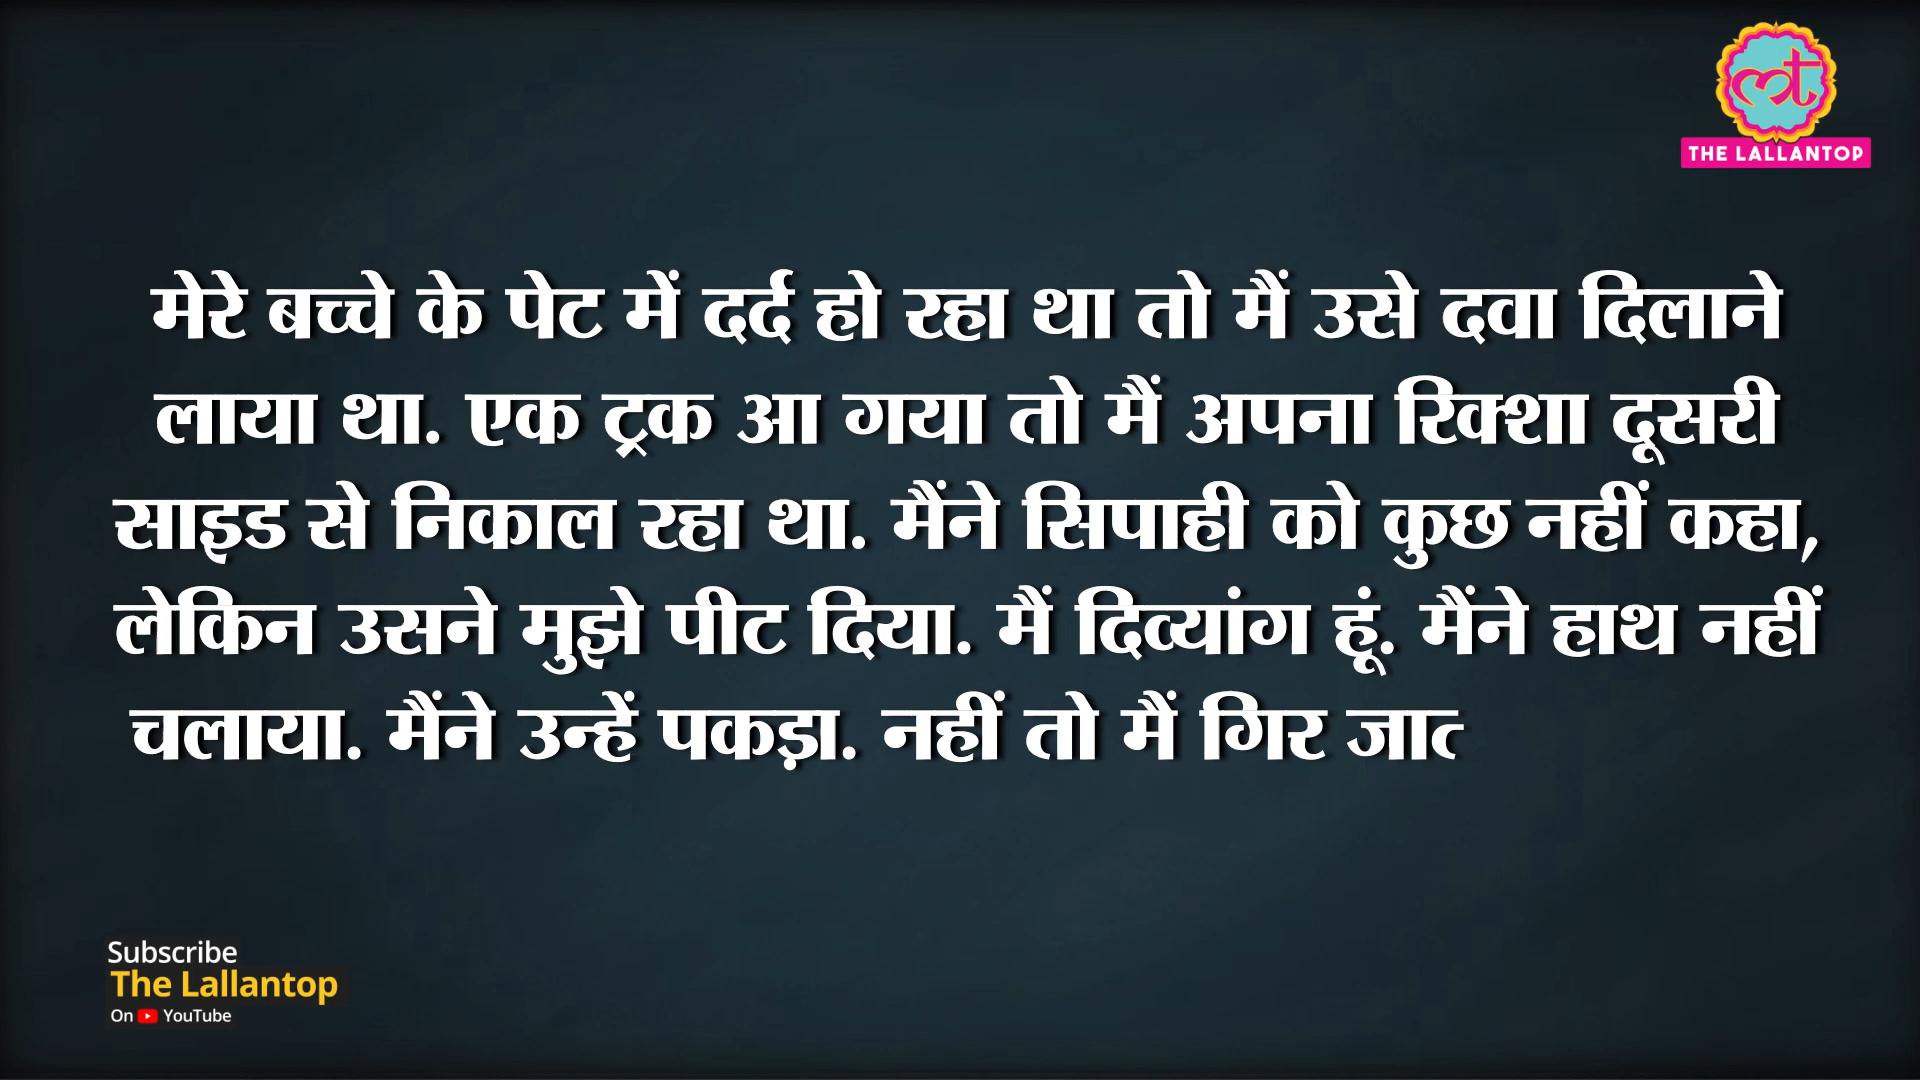 THE LALLANTOP
मेरे बच्चे के पेट में दर्द हो रहा था तो मैं उसे दवा दिलाने
लाया था. एक ट्रक आ गया तो मैं अपना रिक्शा दूसरी
साइड से निकाल रहा था. मैंने सिपाही को कुछ नहीं कहा,
लेकिन उसने मुझे पीट दिया. मैं दिव्यांग हूं. मैंने हाथ नहीं
चलाया. मैंने उन्हें पकड़ा. नहीं तो मैं गिर
Subscribe
The Lallantop
On YouTube